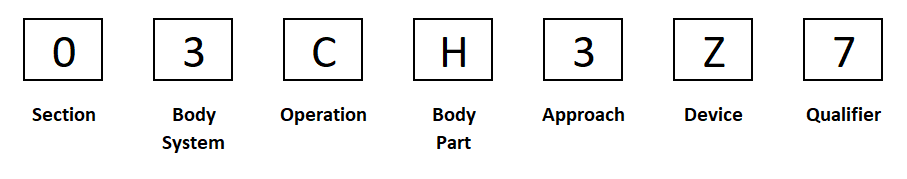 0 3 C H 3 Z 7
Section Body System Operation Body Part Approach Device Qualifier